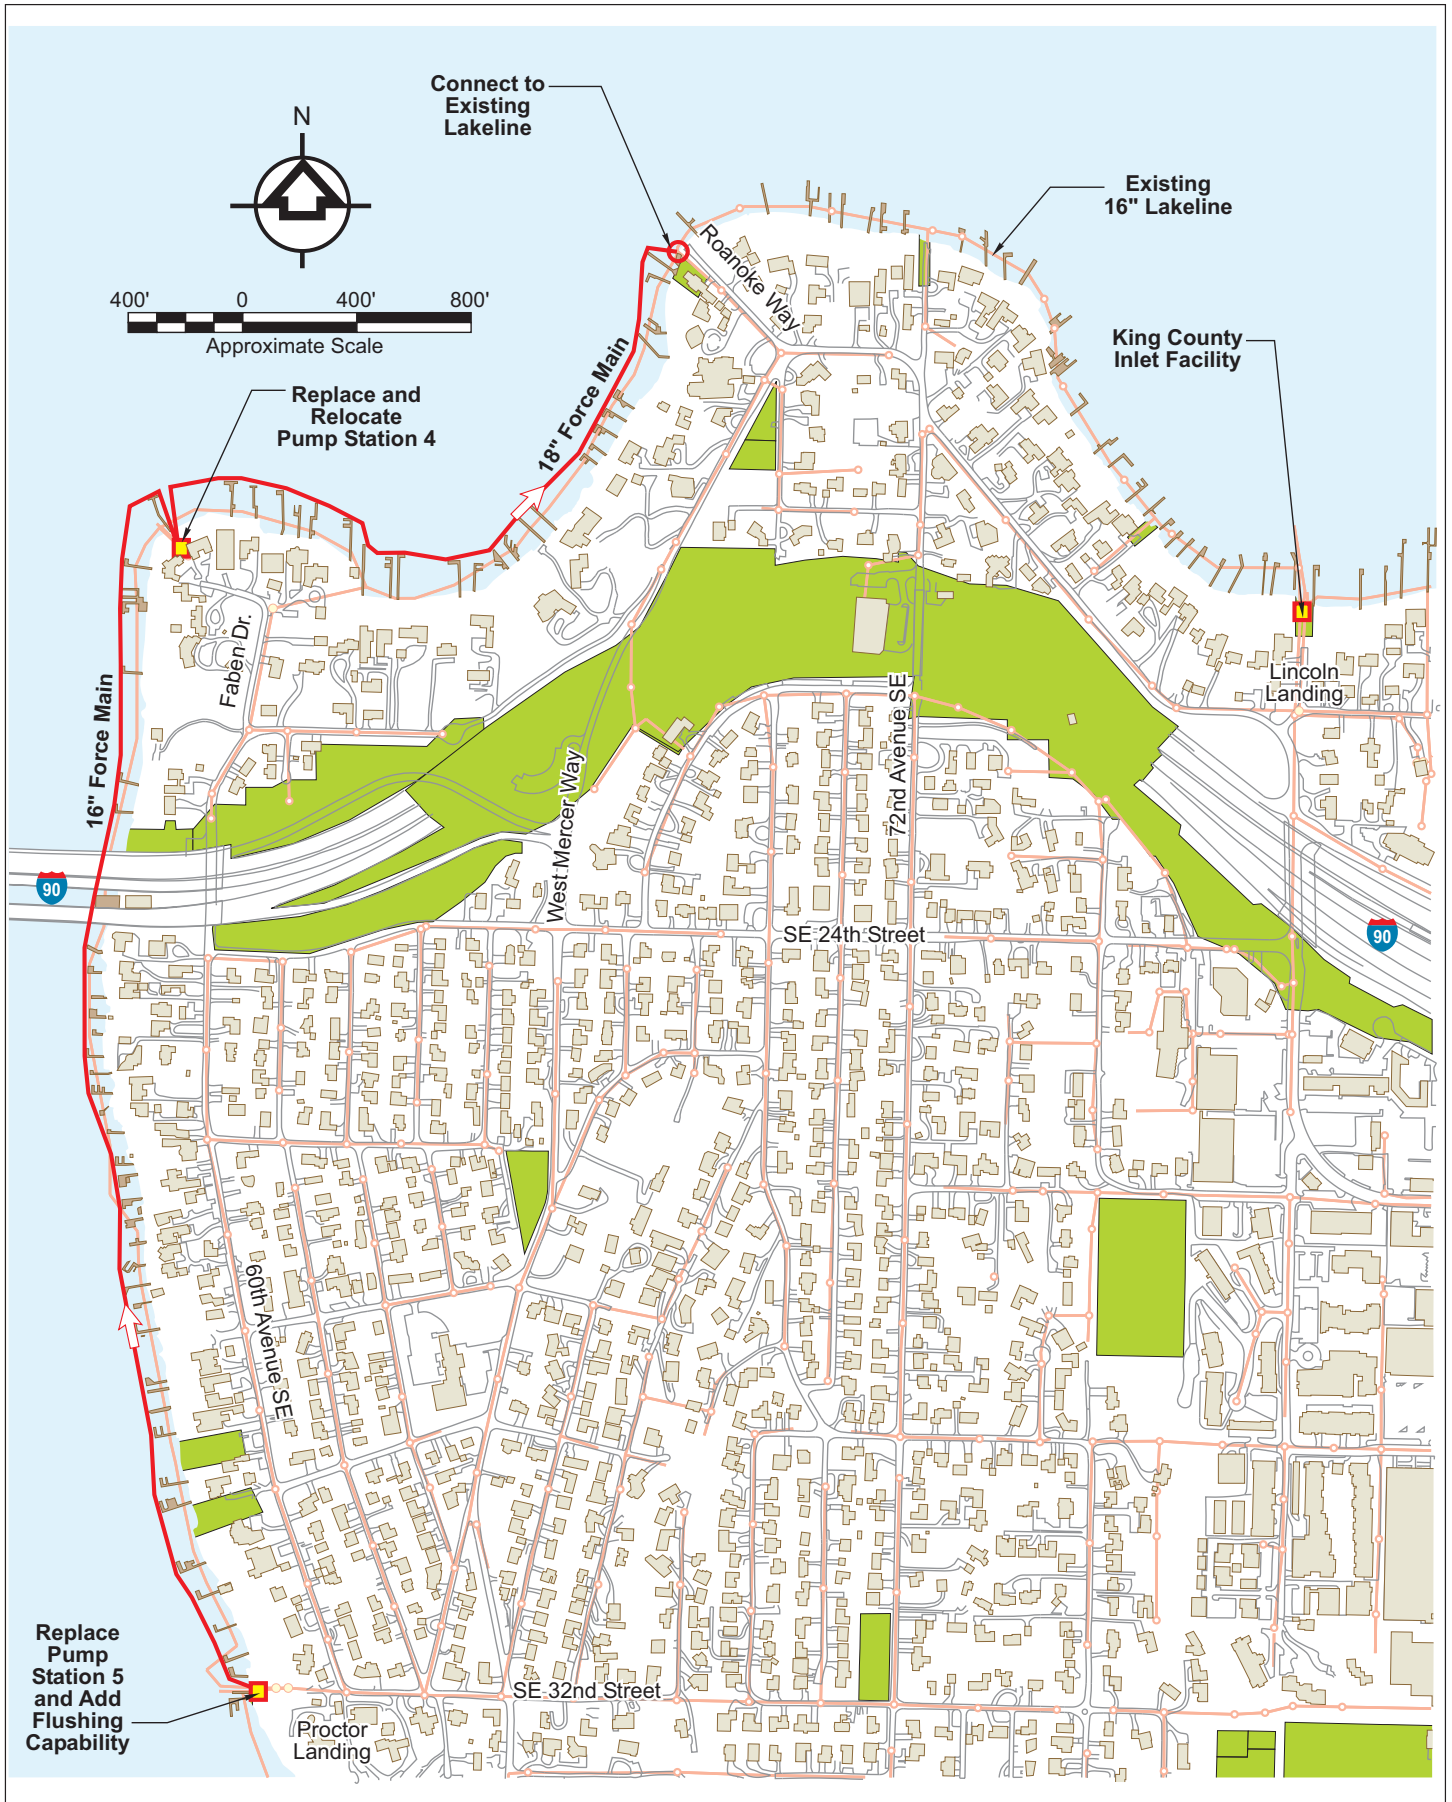 Connect to
Existing
Lakeline
N
400' 0 400' 800'
Approximate Scale
Existing
16" Lakeline
Roanoke Way
King County
Inlet Facility
Replace and
Relocate
Pump Station 4
18" Force Main
Faben Dr.
16" Force Main
Lincoln
Landing
72nd Avenue SE
West Mercer Way
90
SE 24th Street
90
60th Avenue SE
Replace
Pump
Station 5
and Add
Flushing
Capability
SE 32nd Street
Proctor
Landing